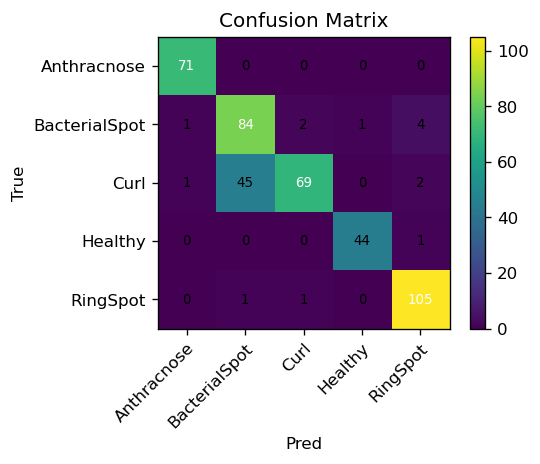 Confusion Matrix
True
Anthracnose 71 0 0 0 0
BacterialSpot 1 84 2 1 4
Curl 1 45 69 0 2
Healthy 0 0 0 44 1
RingSpot 0 1 1 0 105
Anthracnose BacterialSpot Curl Healthy RingSpot
Pred
100
80
60
40
20
0